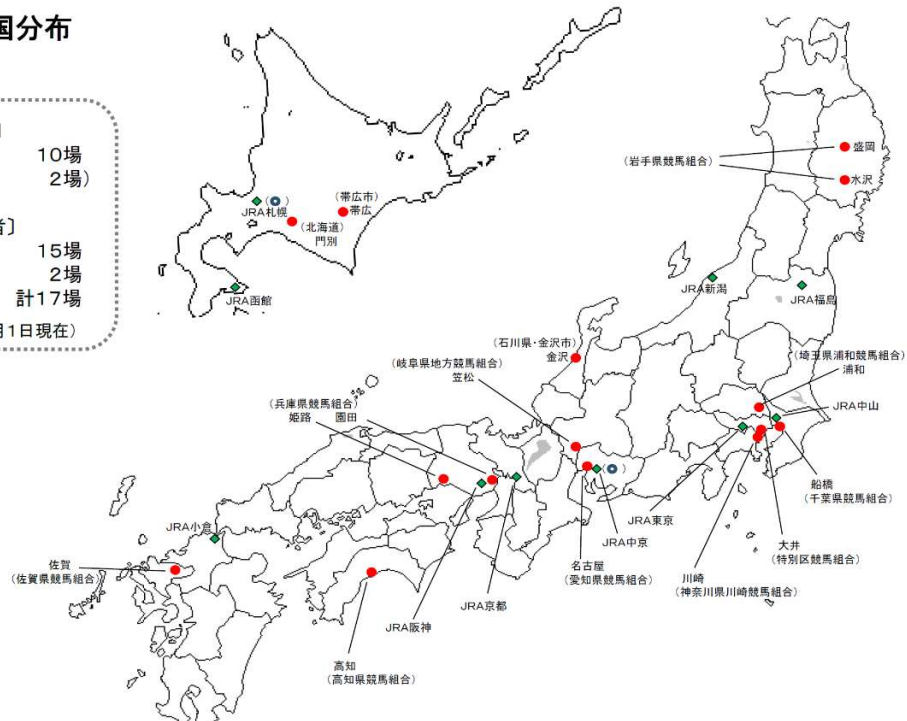 国分布
10場
2場）
者〕
15場
2場
計17場
月1日現在）
JRA札幌
（帯広市）
帯広
（北海道）
門別
JRA函館
（岩手県競馬組合）
盛岡
水沢
JRA新潟
JRA福島
（石川県・金沢市）
金沢
（岐阜県地方競馬組合）
笠松
（埼玉県浦和競馬組合）
浦和
JRA中山
（兵庫県競馬組合）
姫路
園田
船橋
（千葉県競馬組合）
JRA東京
JRA中京
大井
（特別区競馬組合）
名古屋
（愛知県競馬組合）
川崎
（神奈川県川崎競馬組合）
JRA小倉
佐賀
（佐賀県競馬組合）
JRA京都
JRA阪神
高知
（高知県競馬組合）